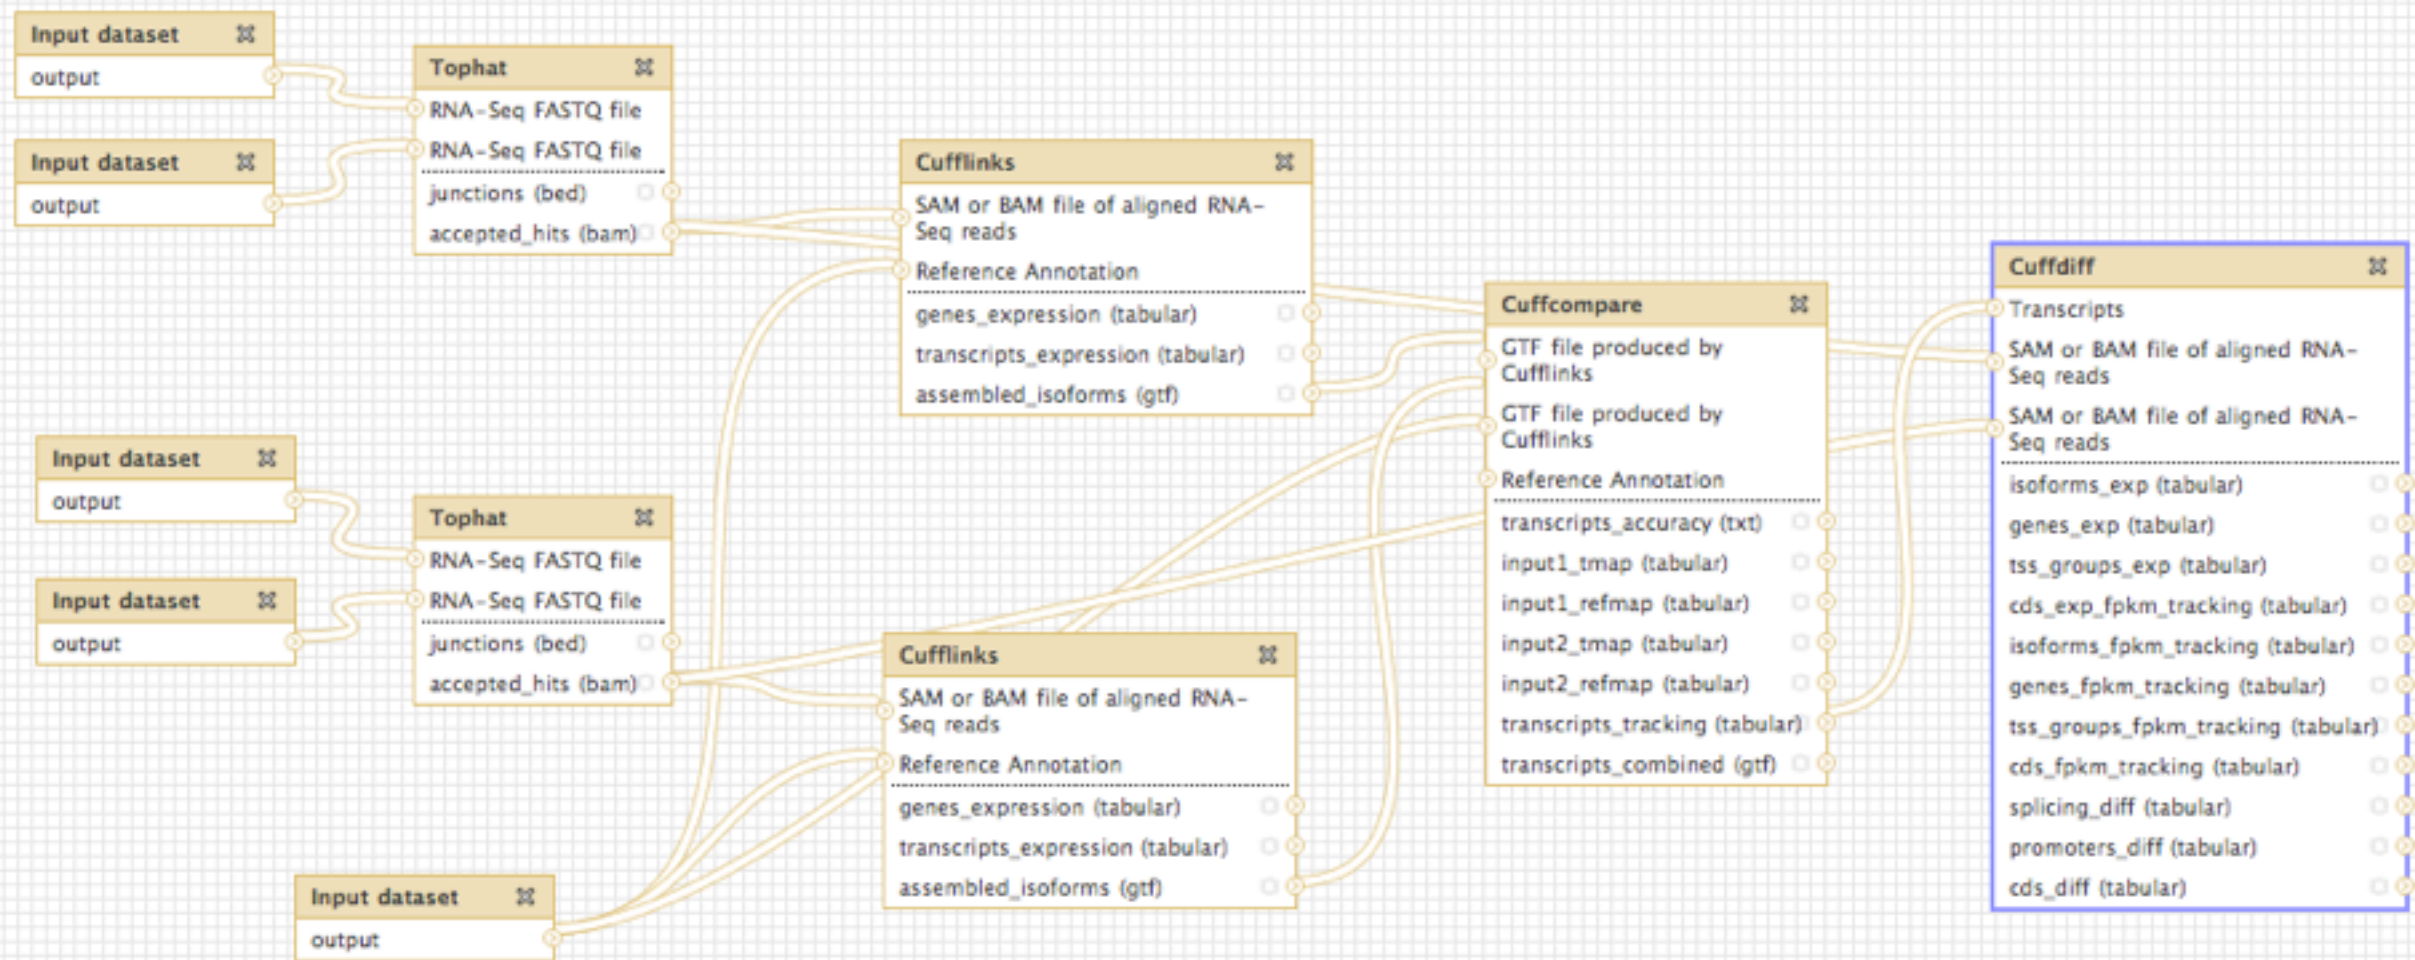 Input dataset
output
Input dataset
output
Tophat
RNA-Seq FASTQ file
RNA-Seq FASTQ file
junctions (bed)
accepted_hits (bam)
Cufflinks
SAM or BAM file of aligned RNA-
Seq reads
Reference Annotation
genes_expression (tabular)
transcripts_expression (tabular)
assembled_isoforms (gtf)
Input dataset
output
Input dataset
output
Tophat
RNA-Seq FASTQ file
RNA-Seq FASTQ file
junctions (bed)
accepted_hits (bam)
Cufflinks
SAM or BAM file of aligned RNA-
Seq reads
Reference Annotation
genes_expression (tabular)
transcripts_expression (tabular)
assembled_isoforms (gtf)
Input dataset
output
Cuffcompare
GTF file produced by
Cufflinks
GTF file produced by
Cufflinks
Reference Annotation
transcripts_accuracy (txt)
input1_tmap (tabular)
input1_refmap (tabular)
input2_tmap (tabular)
input2_refmap (tabular)
transcripts_tracking (tabular)
transcripts_combined (gtf)
Cuffdiff
Transcripts
SAM or BAM file of aligned RNA-
Seq reads
SAM or BAM file of aligned RNA-
Seq reads
isoforms_exp (tabular)
genes_exp (tabular)
tss_groups_exp (tabular)
cds_exp_fpkm_tracking (tabular)
isoforms_fpkm_tracking (tabular)
genes_fpkm_tracking (tabular)
tss_groups_fpkm_tracking (tabular)
cds_fpkm_tracking (tabular)
splicing_diff (tabular)
promoters_diff (tabular)
cds_diff (tabular)